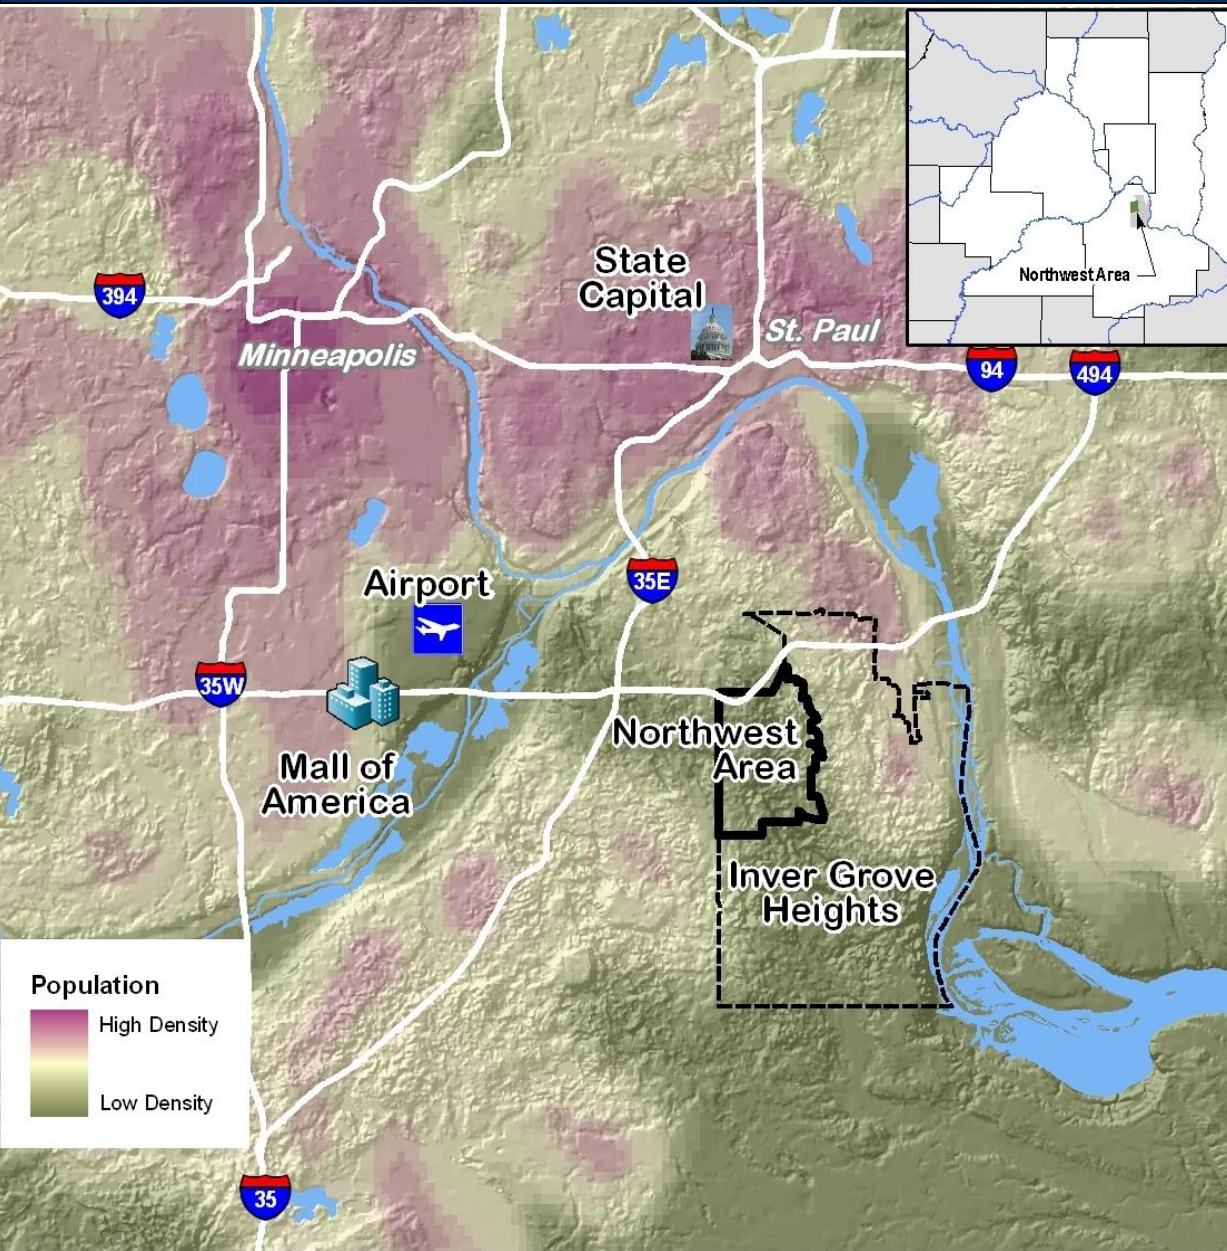 Northwest Area
State
Capital
394
Minneapolis
St. Paul
94
494
Airport
35E
35W
Northwest
Area
Mall of
America
Inver Grove
Heights
Population
High Density
Low Density
35